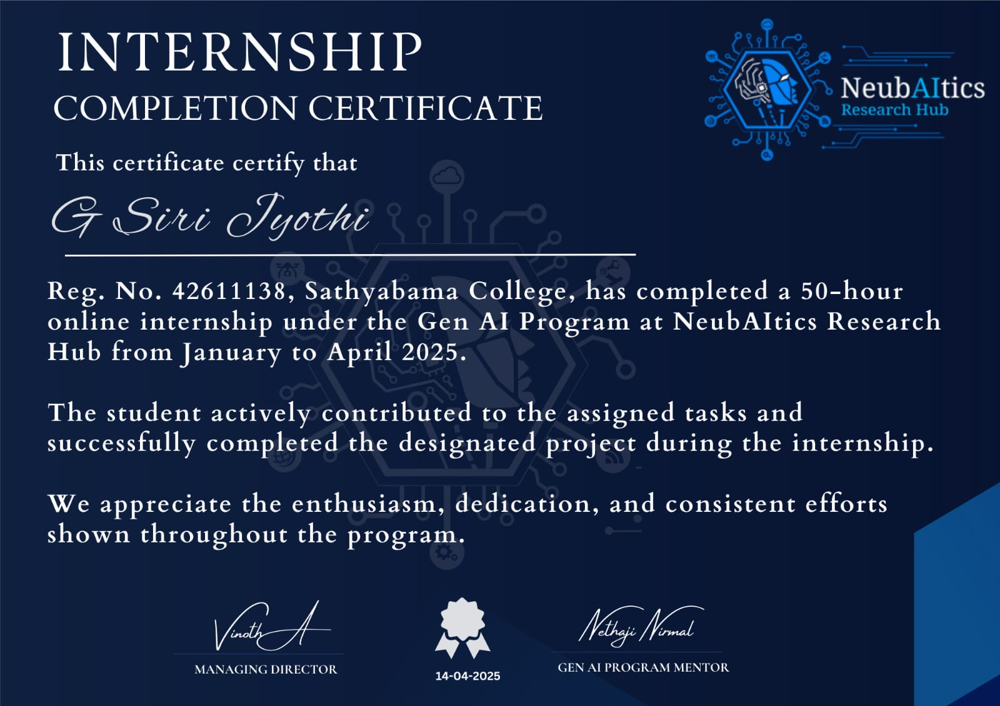 INTERNSHIP
COMPLETION CERTIFICATE
NeubAItics
Research Hub
This certificate certify that
G Siri Jyothi
Reg. No. 42611138, Sathyabama College, has completed a 50-hour
online internship under the Gen AI Program at NeubAItics Research
Hub from January to April 2025.
The student actively contributed to the assigned tasks and
successfully completed the designated project during the internship.
We appreciate the enthusiasm, dedication, and consistent efforts
shown throughout the program.
Vinoth A
MANAGING DIRECTOR
14-04-2025
Nethaji Nirmal
GEN AI PROGRAM MENTOR